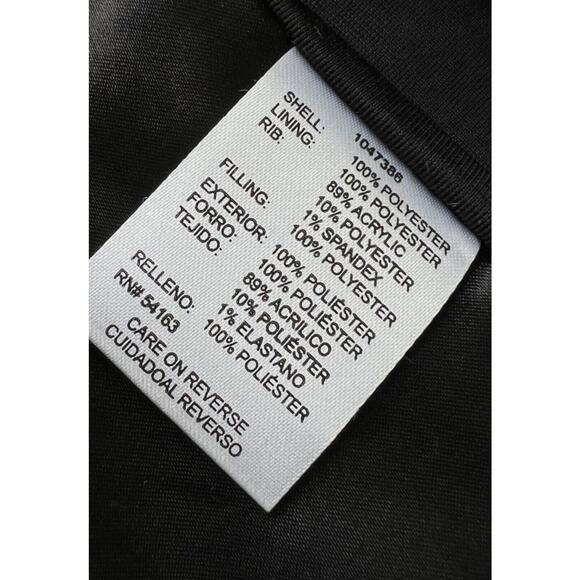 1047386
SHELL: 100% POLYESTER
LINING: 100% POLYESTER
RIB: 89% ACRYLIC
10% POLYESTER
1% SPANDEX
FILLING: 100% POLYESTER
EXTERIOR: 100% POLIÉSTER
FORRO: 100% POLIÉSTER
TEJIDO: 89% ACRILICO
10% POLIÉSTER
1% ELASTANO
RELLENO: 100% POLIÉSTER
RN# 54163
CARE ON REVERSE
CUIDADOAL REVERSO